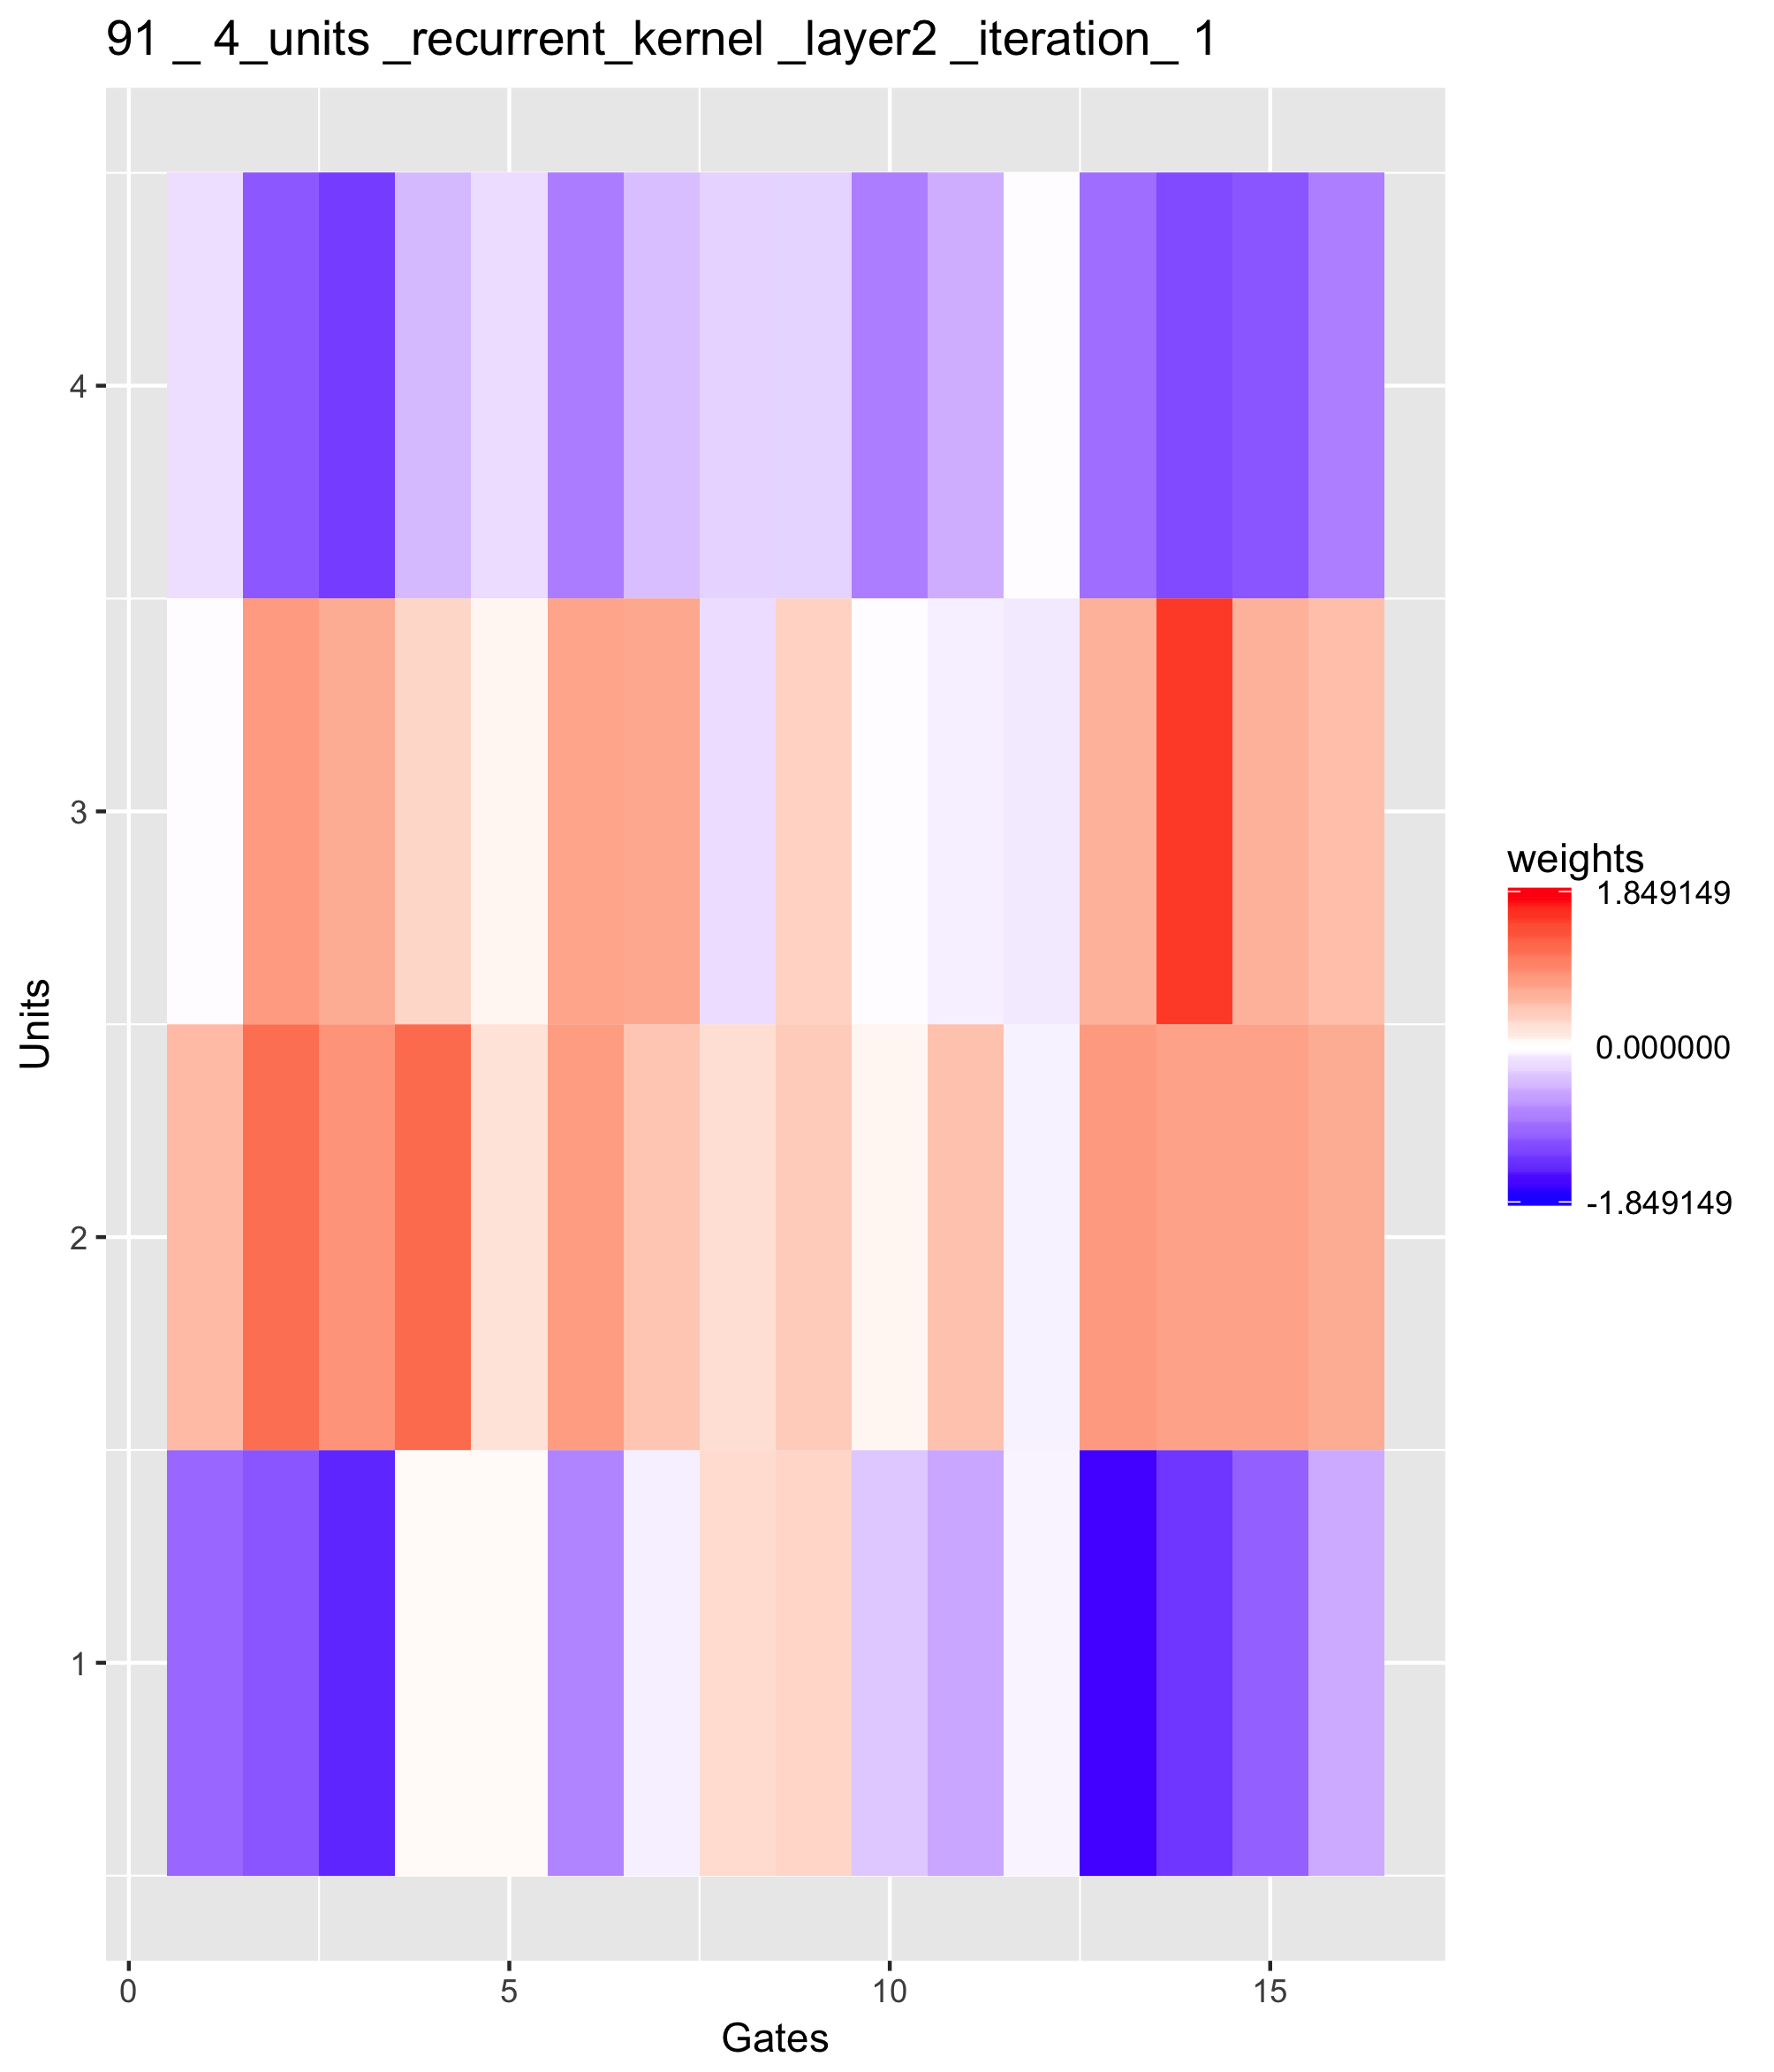 91 _ 4_units _recurrent_kernel _layer2 _iteration_ 1
4
3
2
1
Units
0 5 10 15
Gates
weights
1.849149
0.000000
-1.849149